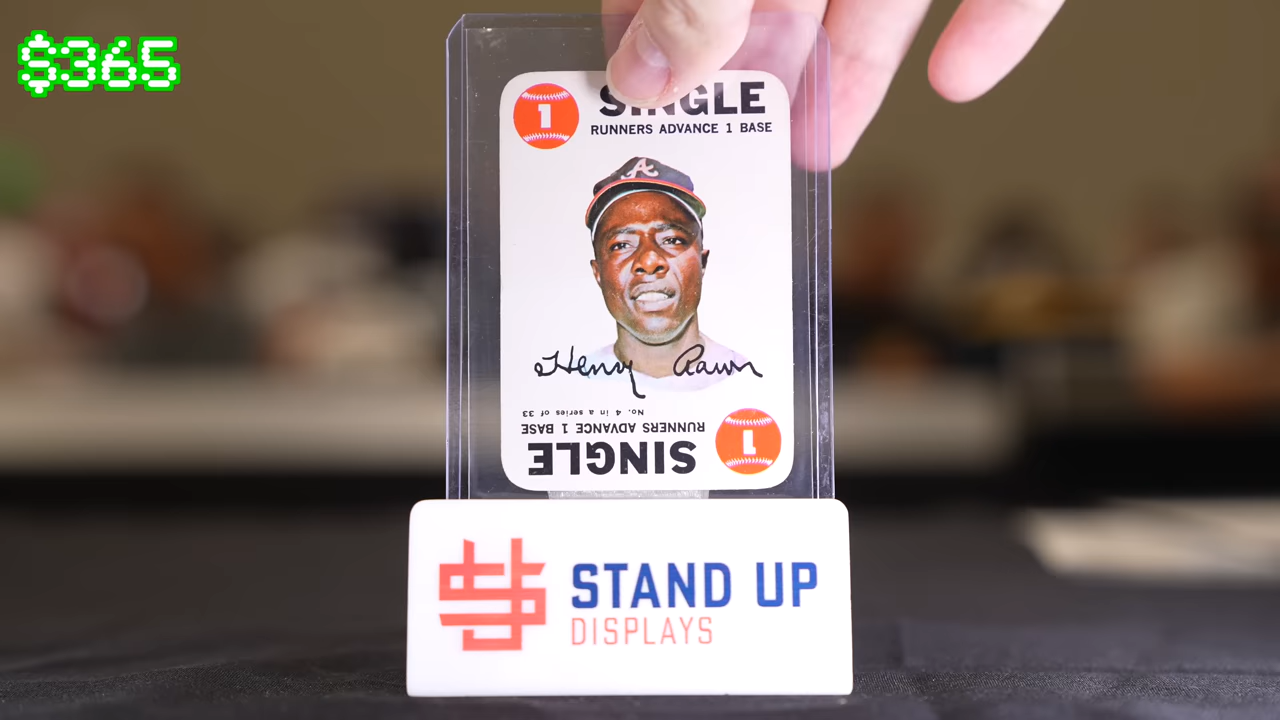 $365
1
SINGLE
RUNNERS ADVANCE 1 BASE
A
Henry Aaron
No. 4 in a series of 33
RUNNERS ADVANCE 1 BASE
SINGLE
1
STAND UP
DISPLAYS